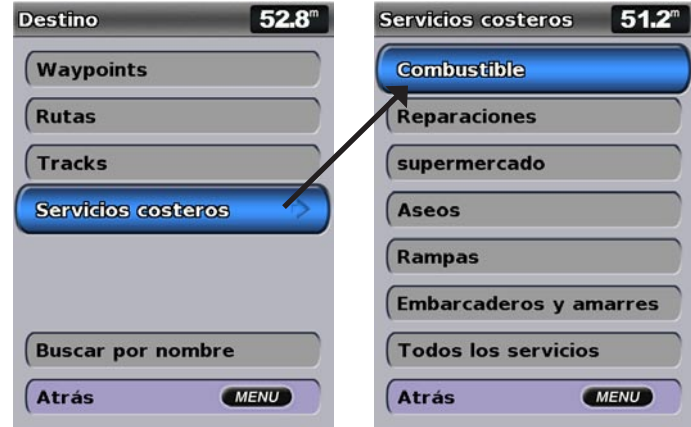 Destino 52.8m
Waypoints
Rutas
Tracks
Servicios costeros
Buscar por nombre
Atrás MENU
Servicios costeros 51.2m
Combustible
Reparaciones
supermercado
Aseos
Rampas
Embarcaderos y amarres
Todos los servicios
Atrás MENU